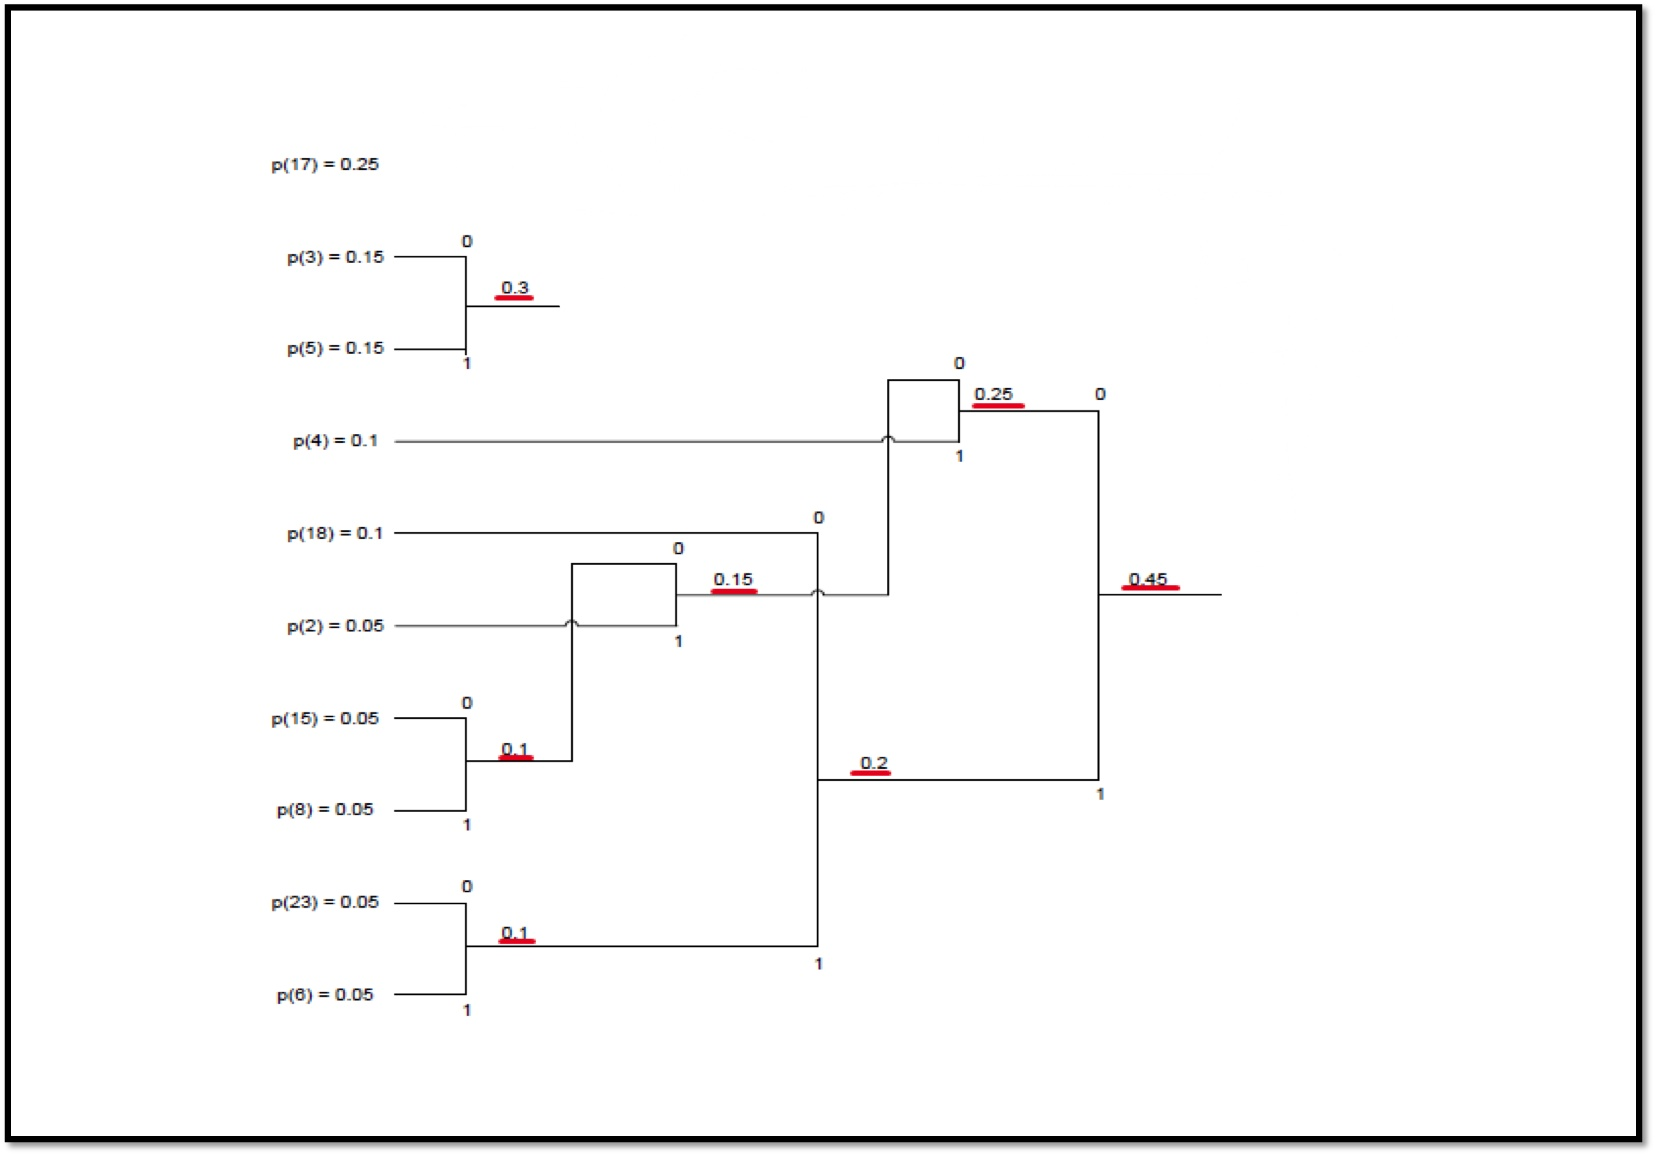 p(17) = 0.25
0
p(3) = 0.15
0.3
p(5) = 0.15
1
0
0.25
0
p(4) = 0.1
1
0
p(18) = 0.1
0
0.15
0.45
p(2) = 0.05
1
0
p(15) = 0.05
0.1
0.2
1
p(8) = 0.05
1
0
p(23) = 0.05
0.1
1
p(6) = 0.05
1